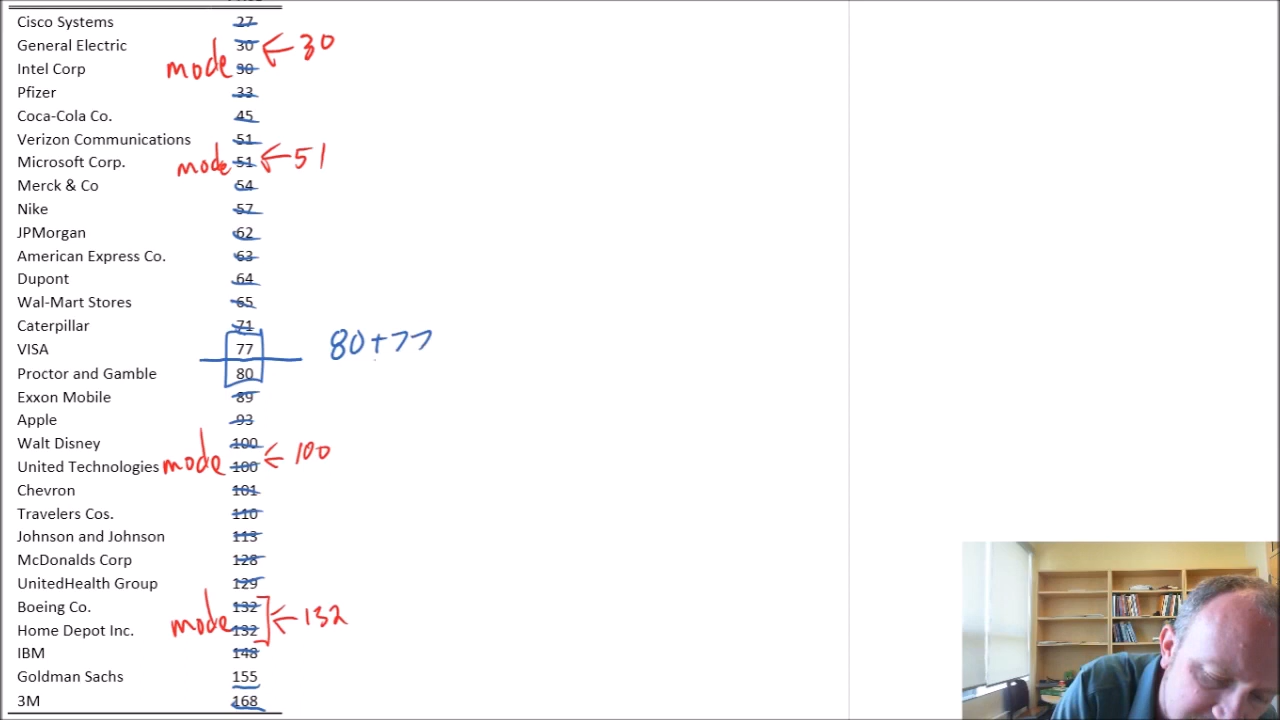 Cisco Systems 27
General Electric 30 ← 30
mode
Intel Corp 30
Pfizer 33
Coca-Cola Co. 45
Verizon Communications 51
Microsoft Corp. mode 51 ← 51
Merck & Co 54
Nike 57
JPMorgan 62
American Express Co. 63
Dupont 64
Wal-Mart Stores 65
Caterpillar 71
VISA 77 80+77
Proctor and Gamble 80
Exxon Mobile 89
Apple 93
Walt Disney 100 ← 100
United Technologies mode 100
Chevron 101
Travelers Cos. 110
Johnson and Johnson 113
McDonalds Corp 128
UnitedHealth Group 129
Boeing Co. 132 ← 132
Home Depot Inc. mode 132
IBM 148
Goldman Sachs 155
3M 168